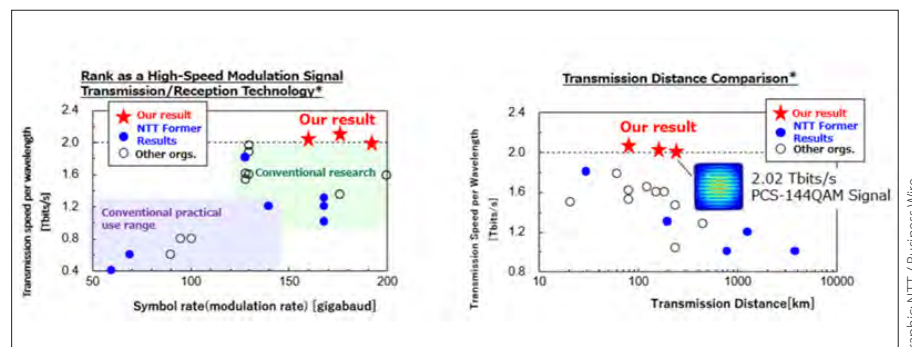 Rank as a High-Speed Modulation Signal
Transmission/Reception Technology*
Our result
NTT Former
Results
Other orgs.
Our result
Conventional research
Conventional practical
use range
Transmission speed per wavelength
[Tbits/s]
2.4
2.0
1.6
1.2
0.8
0.4
50
100
150
200
Symbol rate(modulation rate) [gigabaud]
Transmission Distance Comparison*
Our result
NTT Former
Results
Other orgs.
Our result
2.02 Tbits/s
PCS-144QAM Signal
Transmission Speed per Wavelength
[Tbits/s]
2.4
2.0
1.6
1.2
0.8
10
100
1000
10000
Transmission Distance[km]
NTT / Business Wire